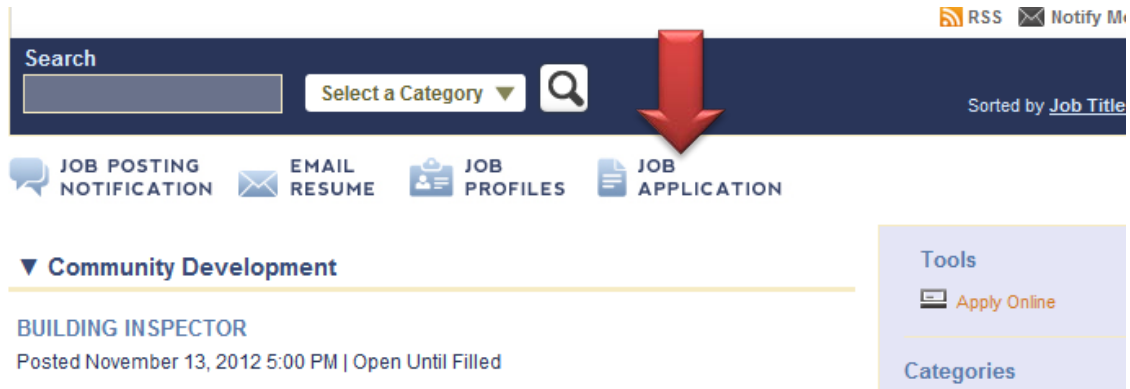 RSS Notify M
Search
Select a Category
Sorted by Job Title
JOB POSTING
NOTIFICATION
EMAIL
RESUME
JOB
PROFILES
JOB
APPLICATION
Community Development
BUILDING INSPECTOR
Posted November 13, 2012 5:00 PM | Open Until Filled
Tools
Apply Online
Categories